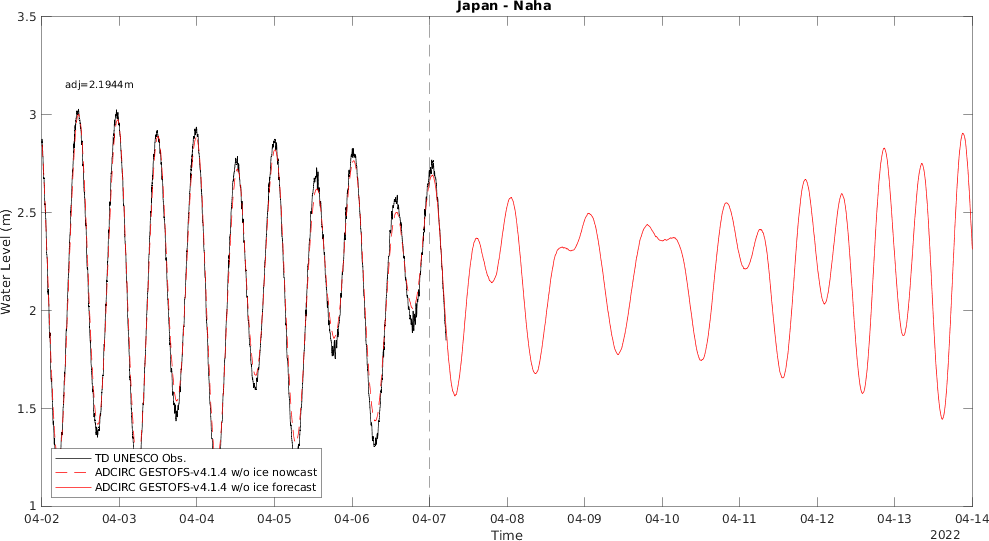 Japan - Naha
3.5
adj=2.1944m
3
2.5
Water Level (m)
2
1.5
TD UNESCO Obs.
ADCIRC GESTOFS-v4.1.4 w/o ice nowcast
ADCIRC GESTOFS-v4.1.4 w/o ice forecast
1
04-02 04-03 04-04 04-05 04-06 04-07 04-08 04-09 04-10 04-11 04-12 04-13 04-14
Time
2022